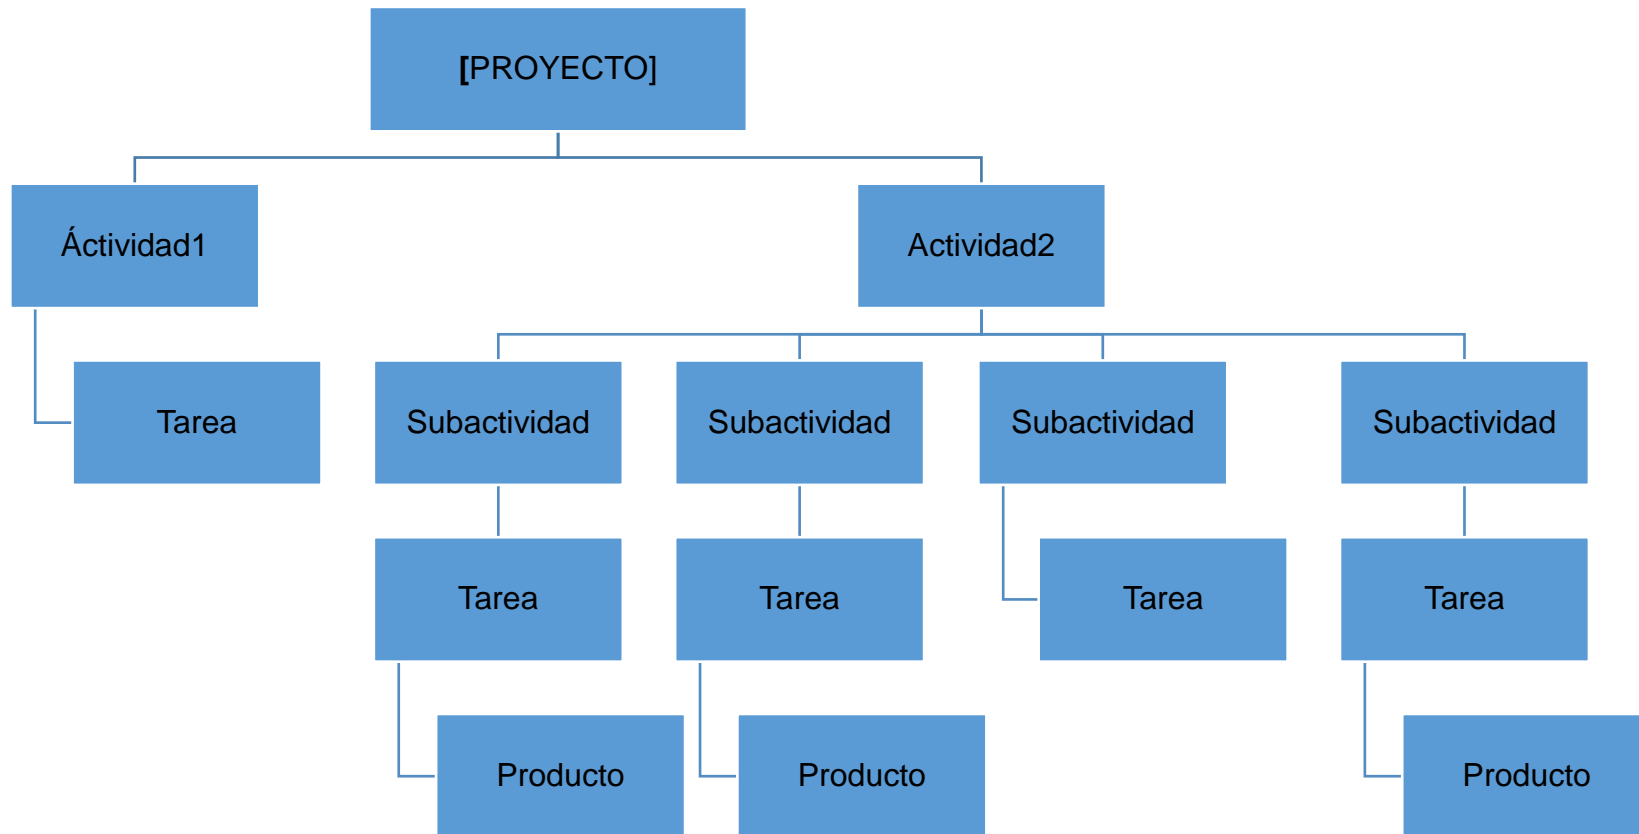 [PROYECTO]
Áctividad1
Actividad2
Tarea
Subactividad
Subactividad
Subactividad
Subactividad
Tarea
Tarea
Tarea
Tarea
Producto
Producto
Producto